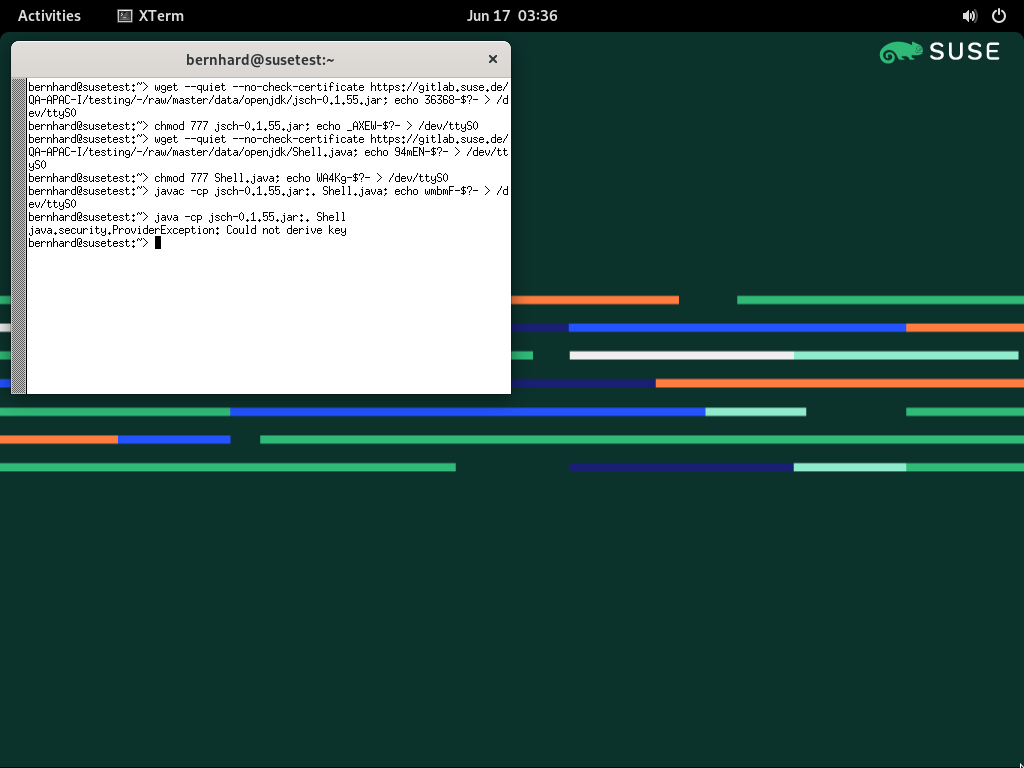 Activities XTerm Jun 17 03:36
SUSE
bernhard@susetest:~
bernhard@susetest:~> wget --quiet --no-check-certificate https://gitlab.suse.de/
QA-APAC-I/testing/-/raw/master/data/openjdk/jsch-0.1.55.jar; echo 36368-$?- > /d
ev/ttyS0
bernhard@susetest:~> chmod 777 jsch-0.1.55.jar; echo _AXEW-$?- > /dev/ttyS0
bernhard@susetest:~> wget --quiet --no-check-certificate https://gitlab.suse.de/
QA-APAC-I/testing/-/raw/master/data/openjdk/Shell.java; echo 94mEN-$?- > /dev/tt
yS0
bernhard@susetest:~> chmod 777 Shell.java; echo WA4Kg-$?- > /dev/ttyS0
bernhard@susetest:~> javac -cp jsch-0.1.55.jar:. Shell.java; echo wmbmF-$?- > /d
ev/ttyS0
bernhard@susetest:~> java -cp jsch-0.1.55.jar:. Shell
java.security.ProviderException: Could not derive key
bernhard@susetest:~>